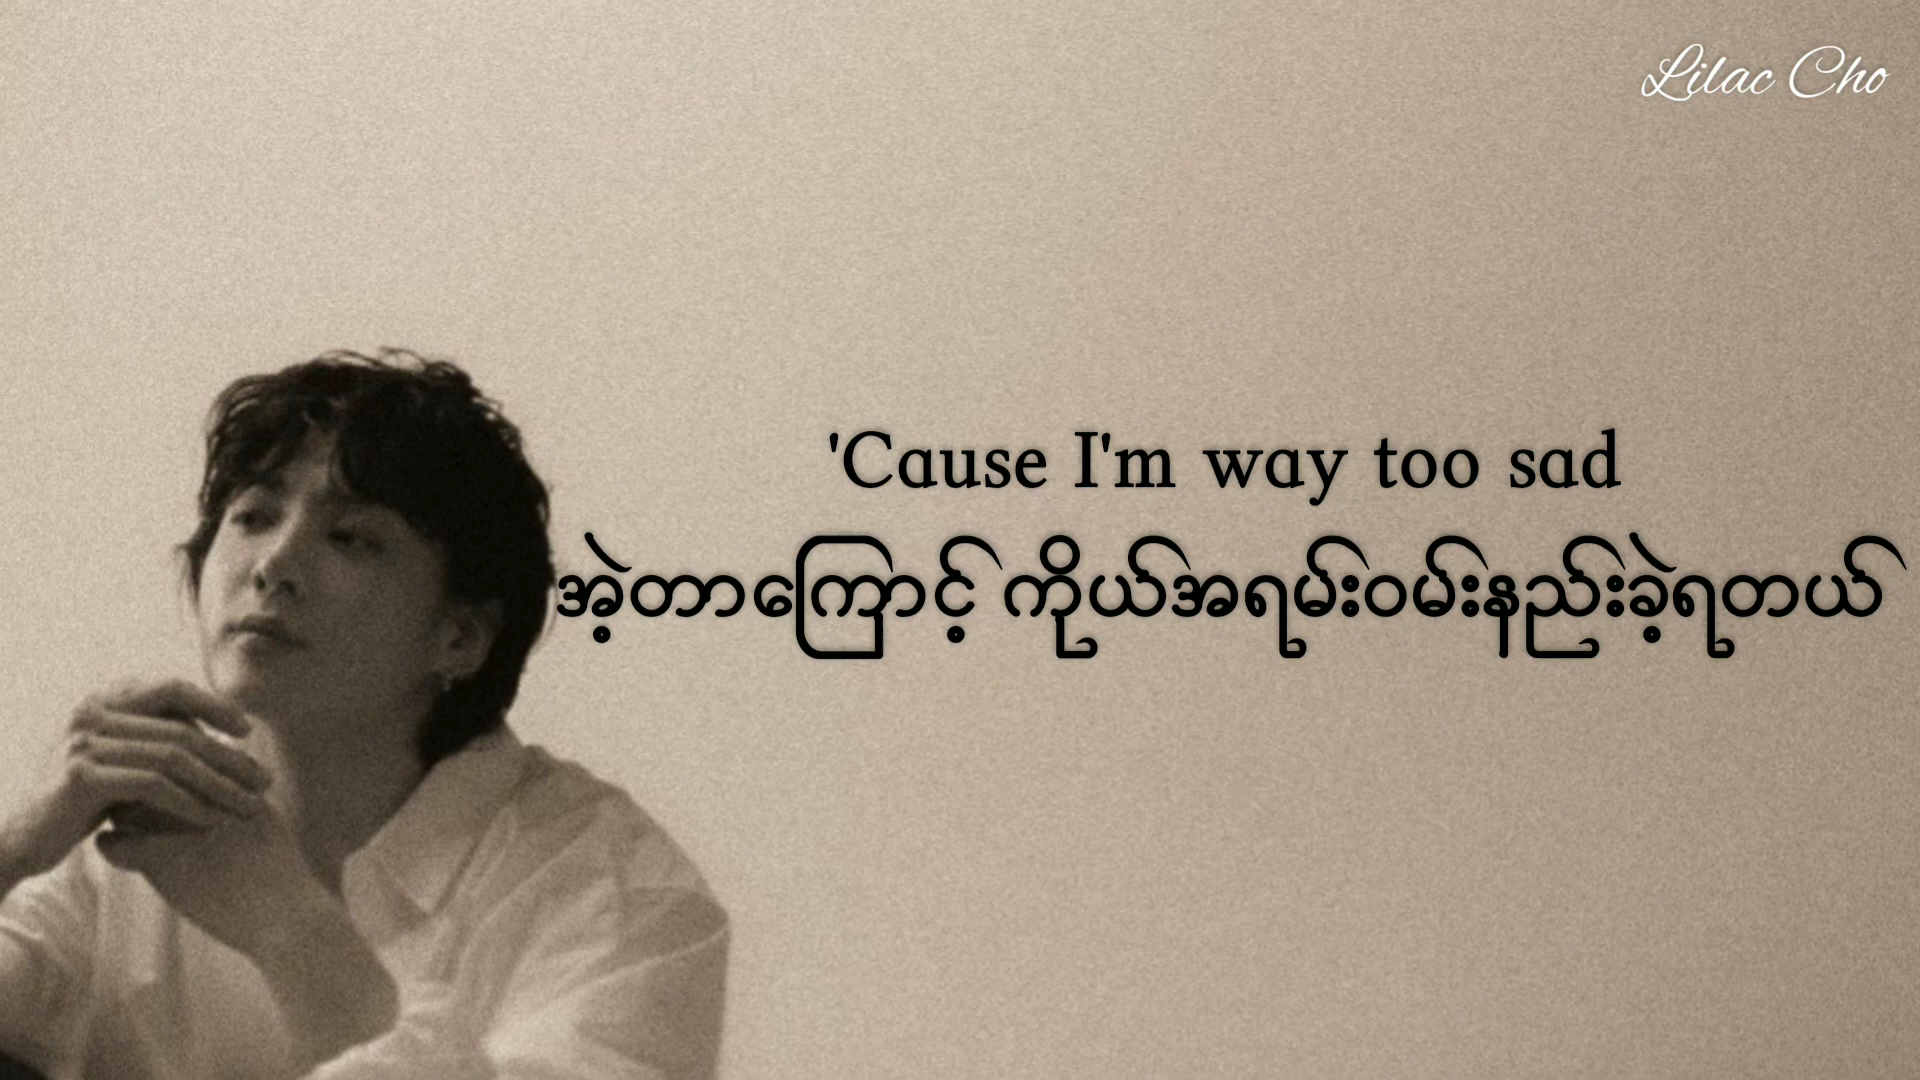 Lilac Cho
'Cause I'm way too sad
အဲ့တာကြောင့် ကိုယ်အရမ်းဝမ်းနည်းခဲ့ရတယ်